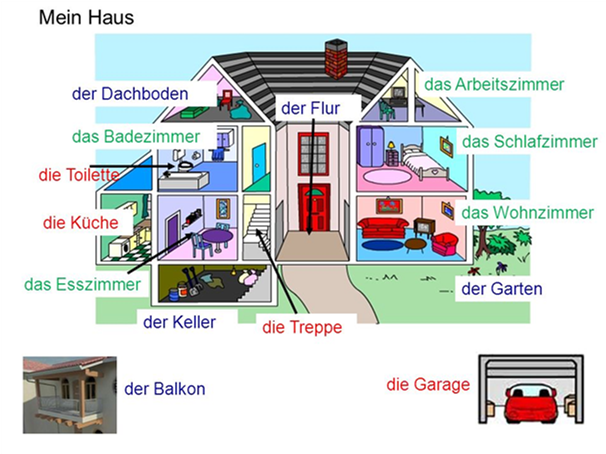 Mein Haus
das Arbeitszimmer
der Dachboden
der Flur
das Badezimmer
das Schlafzimmer
die Toilette
die Küche
das Wohnzimmer
das Esszimmer
der Garten
der Keller
die Treppe
der Balkon
die Garage